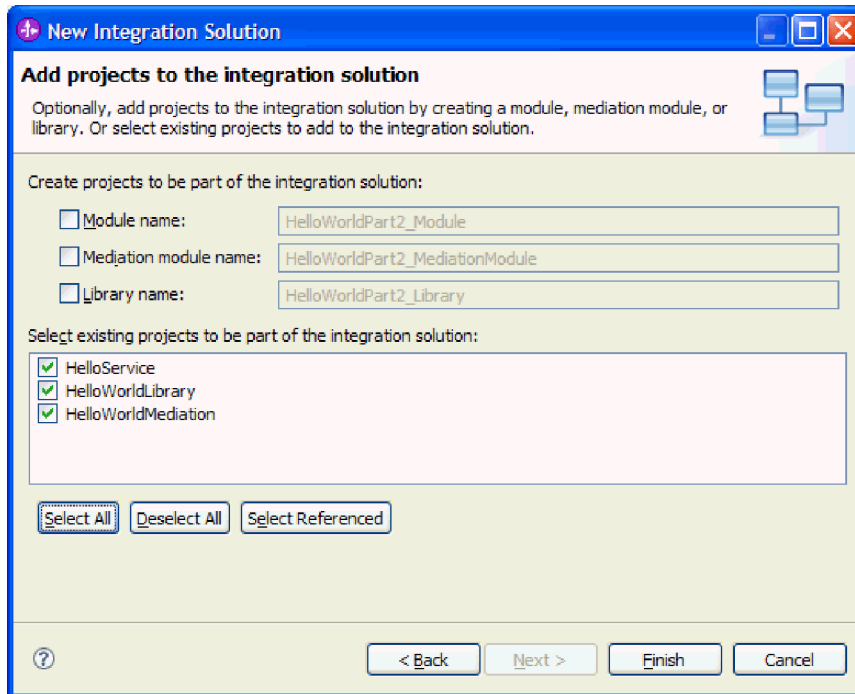 New Integration Solution
Add projects to the integration solution
Optionally, add projects to the integration solution by creating a module, mediation module, or
library. Or select existing projects to add to the integration solution.
Create projects to be part of the integration solution:
Module name: HelloWorldPart2_Module
Mediation module name: HelloWorldPart2_MediationModule
Library name: HelloWorldPart2_Library
Select existing projects to be part of the integration solution:
HelloService
HelloWorldLibrary
HelloWorldMediation
Select All Deselect All Select Referenced
? < Back Next > Finish Cancel